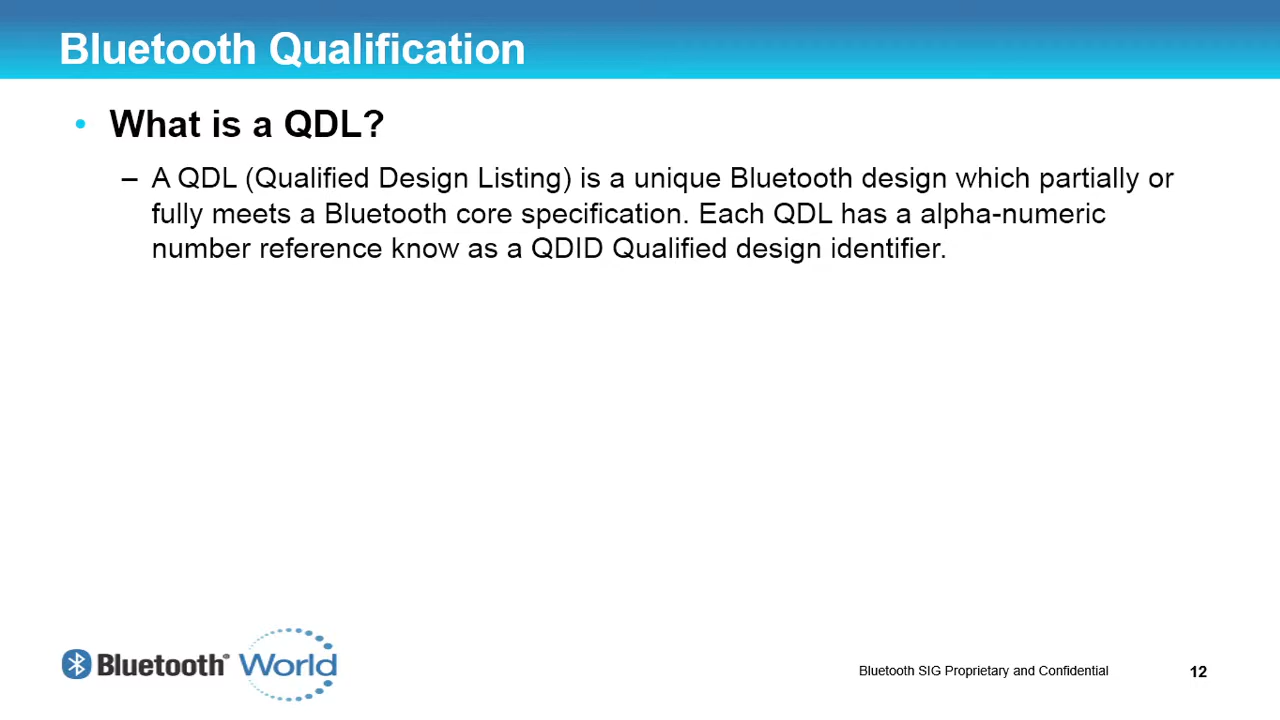 Bluetooth Qualification
• What is a QDL?
– A QDL (Qualified Design Listing) is a unique Bluetooth design which partially or
fully meets a Bluetooth core specification. Each QDL has a alpha-numeric
number reference know as a QDID Qualified design identifier.
Bluetooth® World
Bluetooth SIG Proprietary and Confidential
12